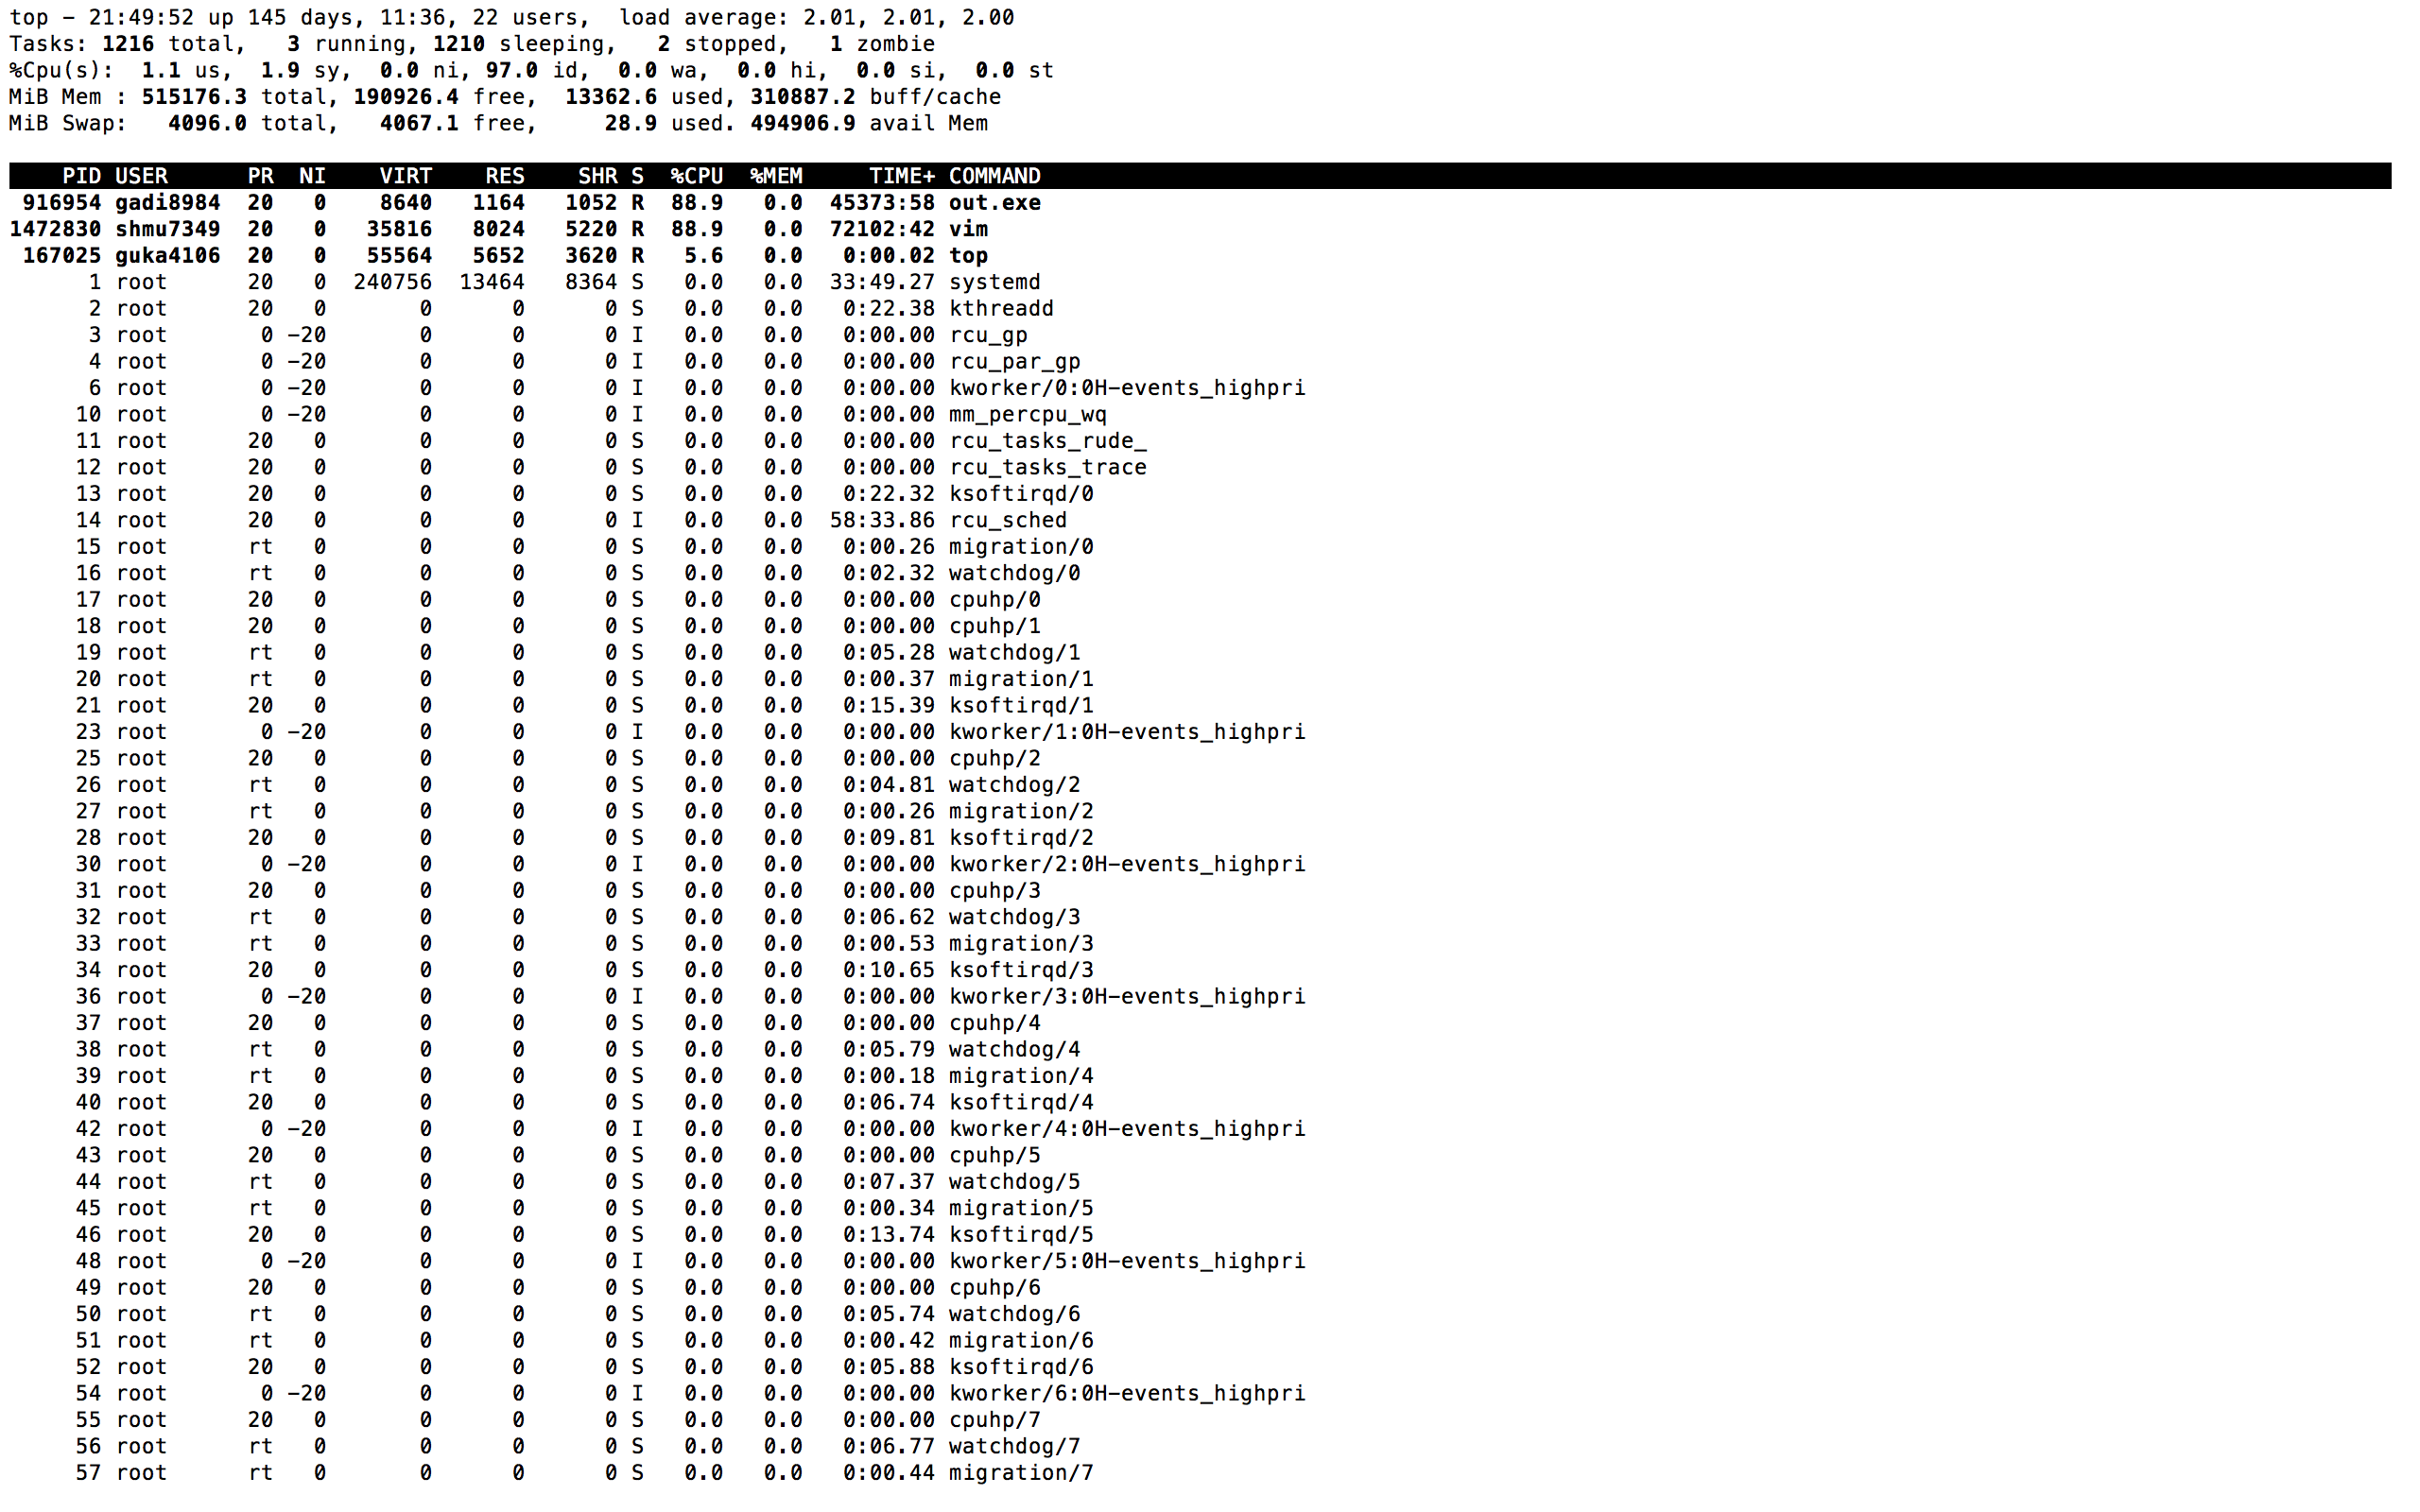 top - 21:49:52 up 145 days, 11:36, 22 users,  load average: 2.01, 2.01, 2.00
Tasks: 1216 total,   3 running, 1210 sleeping,   2 stopped,   1 zombie
%Cpu(s):  1.1 us,  1.9 sy,  0.0 ni, 97.0 id,  0.0 wa,  0.0 hi,  0.0 si,  0.0 st
MiB Mem : 515176.3 total, 190926.4 free,  13362.6 used, 310887.2 buff/cache
MiB Swap:   4096.0 total,   4067.1 free,     28.9 used. 494906.9 avail Mem
PID USER PR NI VIRT RES SHR S %CPU %MEM TIME+ COMMAND
916954 gadi8984 20 0 8640 1164 1052 R 88.9 0.0 45373:58 out.exe
1472830 shmu7349 20 0 35816 8024 5220 R 88.9 0.0 72102:42 vim
167025 guka4106 20 0 55564 5652 3620 R 5.6 0.0 0:00.02 top
1 root 20 0 240756 13464 8364 S 0.0 0.0 33:49.27 systemd
2 root 20 0 0 0 0 S 0.0 0.0 0:22.38 kthreadd
3 root 0 -20 0 0 0 I 0.0 0.0 0:00.00 rcu_gp
4 root 0 -20 0 0 0 I 0.0 0.0 0:00.00 rcu_par_gp
6 root 0 -20 0 0 0 I 0.0 0.0 0:00.00 kworker/0:0H-events_highpri
10 root 0 -20 0 0 0 I 0.0 0.0 0:00.00 mm_percpu_wq
11 root 20 0 0 0 0 S 0.0 0.0 0:00.00 rcu_tasks_rude_
12 root 20 0 0 0 0 S 0.0 0.0 0:00.00 rcu_tasks_trace
13 root 20 0 0 0 0 S 0.0 0.0 0:22.32 ksoftirqd/0
14 root 20 0 0 0 0 I 0.0 0.0 58:33.86 rcu_sched
15 root rt 0 0 0 0 S 0.0 0.0 0:00.26 migration/0
16 root rt 0 0 0 0 S 0.0 0.0 0:02.32 watchdog/0
17 root 20 0 0 0 0 S 0.0 0.0 0:00.00 cpuhp/0
18 root 20 0 0 0 0 S 0.0 0.0 0:00.00 cpuhp/1
19 root rt 0 0 0 0 S 0.0 0.0 0:05.28 watchdog/1
20 root rt 0 0 0 0 S 0.0 0.0 0:00.37 migration/1
21 root 20 0 0 0 0 S 0.0 0.0 0:15.39 ksoftirqd/1
23 root 0 -20 0 0 0 I 0.0 0.0 0:00.00 kworker/1:0H-events_highpri
25 root 20 0 0 0 0 S 0.0 0.0 0:00.00 cpuhp/2
26 root rt 0 0 0 0 S 0.0 0.0 0:04.81 watchdog/2
27 root rt 0 0 0 0 S 0.0 0.0 0:00.26 migration/2
28 root 20 0 0 0 0 S 0.0 0.0 0:09.81 ksoftirqd/2
30 root 0 -20 0 0 0 I 0.0 0.0 0:00.00 kworker/2:0H-events_highpri
31 root 20 0 0 0 0 S 0.0 0.0 0:00.00 cpuhp/3
32 root rt 0 0 0 0 S 0.0 0.0 0:06.62 watchdog/3
33 root rt 0 0 0 0 S 0.0 0.0 0:00.53 migration/3
34 root 20 0 0 0 0 S 0.0 0.0 0:10.65 ksoftirqd/3
36 root 0 -20 0 0 0 I 0.0 0.0 0:00.00 kworker/3:0H-events_highpri
37 root 20 0 0 0 0 S 0.0 0.0 0:00.00 cpuhp/4
38 root rt 0 0 0 0 S 0.0 0.0 0:05.79 watchdog/4
39 root rt 0 0 0 0 S 0.0 0.0 0:00.18 migration/4
40 root 20 0 0 0 0 S 0.0 0.0 0:06.74 ksoftirqd/4
42 root 0 -20 0 0 0 I 0.0 0.0 0:00.00 kworker/4:0H-events_highpri
43 root 20 0 0 0 0 S 0.0 0.0 0:00.00 cpuhp/5
44 root rt 0 0 0 0 S 0.0 0.0 0:07.37 watchdog/5
45 root rt 0 0 0 0 S 0.0 0.0 0:00.34 migration/5
46 root 20 0 0 0 0 S 0.0 0.0 0:13.74 ksoftirqd/5
48 root 0 -20 0 0 0 I 0.0 0.0 0:00.00 kworker/5:0H-events_highpri
49 root 20 0 0 0 0 S 0.0 0.0 0:00.00 cpuhp/6
50 root rt 0 0 0 0 S 0.0 0.0 0:05.74 watchdog/6
51 root rt 0 0 0 0 S 0.0 0.0 0:00.42 migration/6
52 root 20 0 0 0 0 S 0.0 0.0 0:05.88 ksoftirqd/6
54 root 0 -20 0 0 0 I 0.0 0.0 0:00.00 kworker/6:0H-events_highpri
55 root 20 0 0 0 0 S 0.0 0.0 0:00.00 cpuhp/7
56 root rt 0 0 0 0 S 0.0 0.0 0:06.77 watchdog/7
57 root rt 0 0 0 0 S 0.0 0.0 0:00.44 migration/7